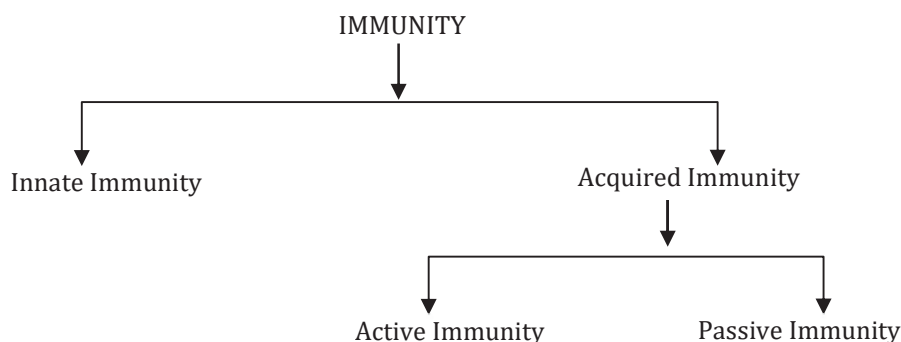 IMMUNITY
Innate Immunity
Acquired Immunity
Active Immunity
Passive Immunity